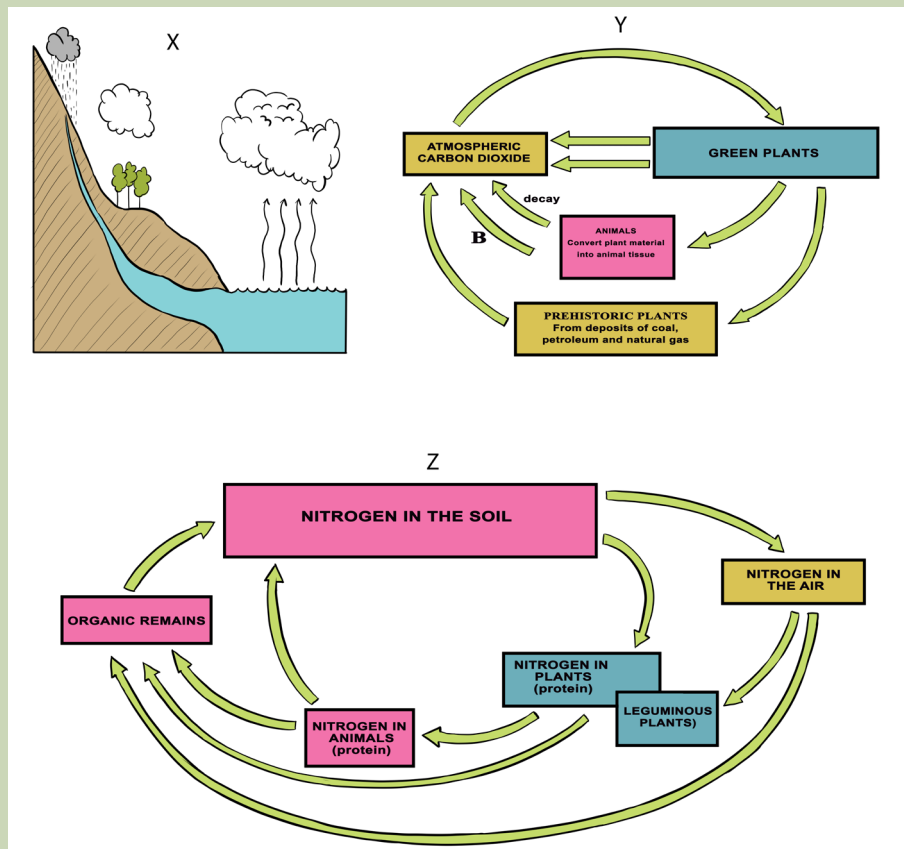 X
Y
ATMOSPHERIC
CARBON DIOXIDE
GREEN PLANTS
decay
B
ANIMALS
Convert plant material
into animal tissue
PREHISTORIC PLANTS
From deposits of coal,
petroleum and natural gas
Z
NITROGEN IN THE SOIL
NITROGEN IN
THE AIR
ORGANIC REMAINS
NITROGEN IN
PLANTS
(protein)
LEGUMINOUS
PLANTS)
NITROGEN IN
ANIMALS
(protein)